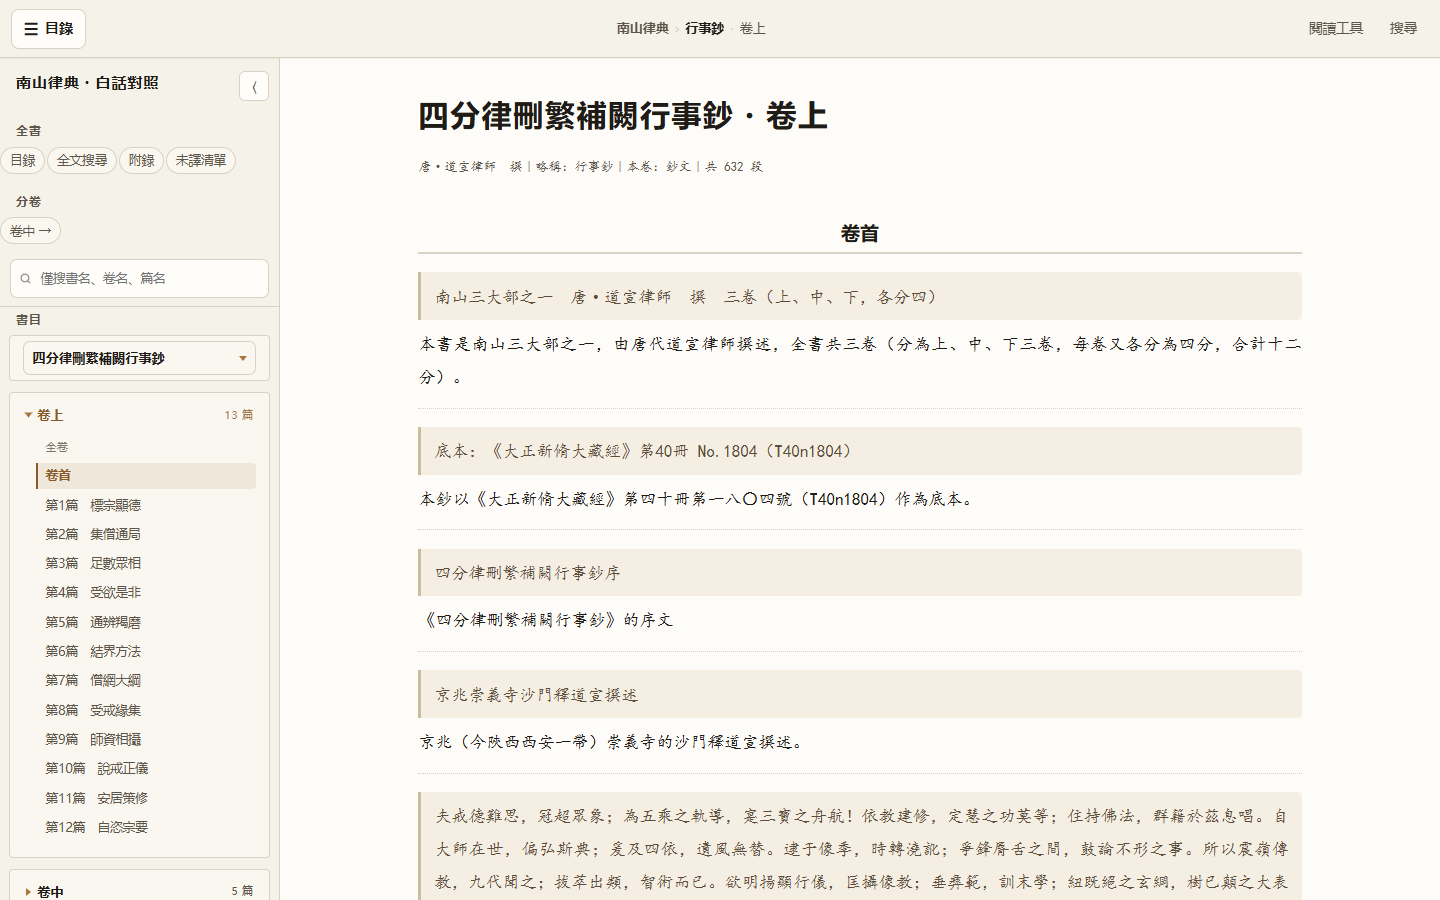 ☰ 目錄
南山律典 › 行事鈔 · 卷上
閱讀工具 搜尋
南山律典・白話對照
〈
全書
目錄 全文搜尋 附錄 未譯清單
分卷
卷中 →
僅搜書名、卷名、篇名
書目
四分律刪繁補闕行事鈔
卷上 13 篇
全卷
卷首
第1篇 標宗顯德
第2篇 集僧通局
第3篇 足數眾相
第4篇 受欲是非
第5篇 通辨羯磨
第6篇 結界方法
第7篇 僧網大綱
第8篇 受戒緣集
第9篇 師資相攝
第10篇 說戒正儀
第11篇 安居策修
第12篇 自恣宗要
卷中 5 篇
四分律刪繁補闕行事鈔・卷上
唐・道宣律師 撰｜略稱：行事鈔｜本卷：鈔文｜共 632 段
卷首
南山三大部之一 唐・道宣律師 撰 三卷（上、中、下，各分四）
本書是南山三大部之一，由唐代道宣律師撰述，全書共三卷（分為上、中、下三卷，每卷又各分為四分，合計十二
分）。
底本：《大正新脩大藏經》第40冊 No. 1804（T40n1804）
本鈔以《大正新脩大藏經》第四十冊第一八〇四號（T40n1804）作為底本。
四分律刪繁補闕行事鈔序
《四分律刪繁補闕行事鈔》的序文
京兆崇義寺沙門釋道宣撰述
京兆（今陝西西安一帶）崇義寺的沙門釋道宣撰述。
夫戒德難思，冠超眾象；為五乘之軌導，寔三寶之舟航！依教建修，定慧之功莫等；住持佛法，群籍於茲息唱。自
大師在世，偏弘斯典；爰及四依，遺風無替。逮于像季，時轉澆訛；爭鋒脣舌之間，鼓論不形之事。所以震嶺傳
教，九代聞之；拔萃出類，智術而已。欲明揚顯行儀，匡攝像教；垂彝範，訓末學；紐既絕之玄綱，樹已顛之大表